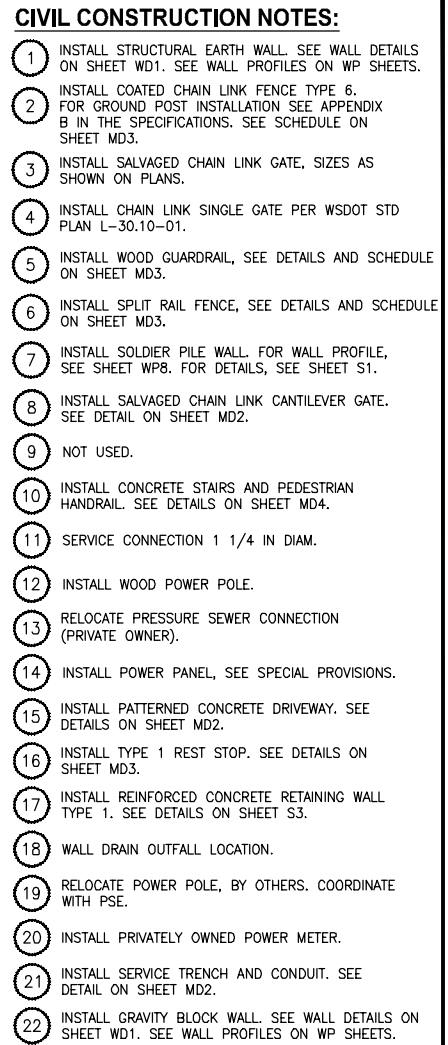 CIVIL CONSTRUCTION NOTES:
1 INSTALL STRUCTURAL EARTH WALL. SEE WALL DETAILS
ON SHEET WD1. SEE WALL PROFILES ON WP SHEETS.
2 INSTALL COATED CHAIN LINK FENCE TYPE 6.
FOR GROUND POST INSTALLATION SEE APPENDIX
B IN THE SPECIFICATIONS. SEE SCHEDULE ON
SHEET MD3.
3 INSTALL SALVAGED CHAIN LINK GATE, SIZES AS
SHOWN ON PLANS.
4 INSTALL CHAIN LINK SINGLE GATE PER WSDOT STD
PLAN L-30.10-01.
5 INSTALL WOOD GUARDRAIL, SEE DETAILS AND SCHEDULE
ON SHEET MD3.
6 INSTALL SPLIT RAIL FENCE, SEE DETAILS AND SCHEDULE
ON SHEET MD3.
7 INSTALL SOLDIER PILE WALL. FOR WALL PROFILE,
SEE SHEET WP8. FOR DETAILS, SEE SHEET S1.
8 INSTALL SALVAGED CHAIN LINK CANTILEVER GATE.
SEE DETAIL ON SHEET MD2.
9 NOT USED.
10 INSTALL CONCRETE STAIRS AND PEDESTRIAN
HANDRAIL. SEE DETAILS ON SHEET MD4.
11 SERVICE CONNECTION 1 1/4 IN DIAM.
12 INSTALL WOOD POWER POLE.
13 RELOCATE PRESSURE SEWER CONNECTION
(PRIVATE OWNER).
14 INSTALL POWER PANEL, SEE SPECIAL PROVISIONS.
15 INSTALL PATTERNED CONCRETE DRIVEWAY. SEE
DETAILS ON SHEET MD2.
16 INSTALL TYPE 1 REST STOP. SEE DETAILS ON
SHEET MD3.
17 INSTALL REINFORCED CONCRETE RETAINING WALL
TYPE 1. SEE DETAILS ON SHEET S3.
18 WALL DRAIN OUTFALL LOCATION.
19 RELOCATE POWER POLE, BY OTHERS. COORDINATE
WITH PSE.
20 INSTALL PRIVATELY OWNED POWER METER.
21 INSTALL SERVICE TRENCH AND CONDUIT. SEE
DETAIL ON SHEET MD2.
22 INSTALL GRAVITY BLOCK WALL. SEE WALL DETAILS ON
SHEET WD1. SEE WALL PROFILES ON WP SHEETS.